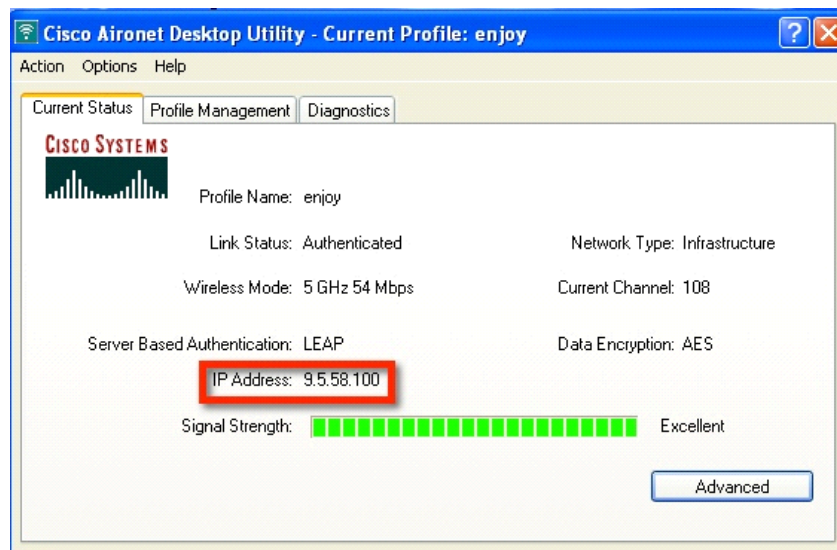 Cisco Aironet Desktop Utility - Current Profile: enjoy
Action Options Help
Current Status Profile Management Diagnostics
CISCO SYSTEMS
Profile Name: enjoy
Link Status: Authenticated Network Type: Infrastructure
Wireless Mode: 5 GHz 54 Mbps Current Channel: 108
Server Based Authentication: LEAP Data Encryption: AES
IP Address: 9.5.58.100
Signal Strength: Excellent
Advanced